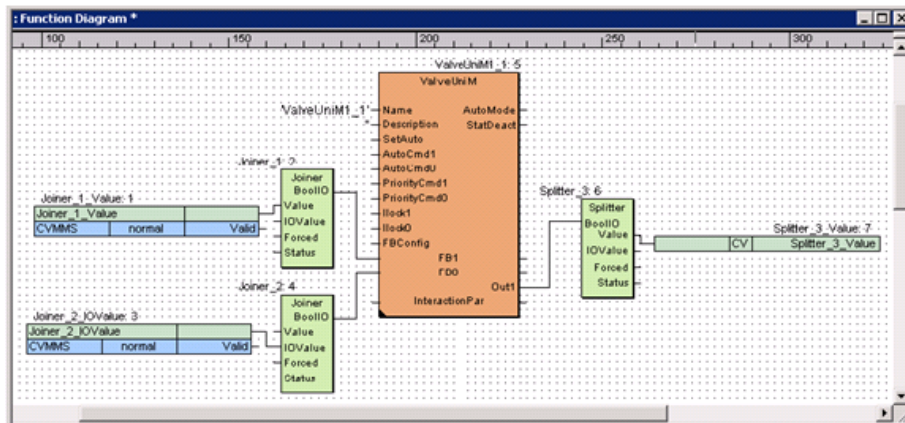 : Function Diagram *
100 150 200 250 300
ValveUniM1_1: 5
ValveUniM
'ValveUniM1_1' Name AutoMode
Description StatDeact
SetAuto
AutoCmd1
AutoCmd0
PriorityCmd1
PriorityCmd0
Ilock1
Ilock0
FBConfig
FB1
FB0
Out1
InteractionPar
Joiner_1: 2
Joiner
BoolIO
Value
IOValue
Forced
Status
Joiner_1_Value: 1
Joiner_1_Value
CVMMS normal Valid
Joiner_2: 4
Joiner
BoolIO
Value
IOValue
Forced
Status
Joiner_2_IOValue: 3
Joiner_2_IOValue
CVMMS normal Valid
Splitter_3: 6
Splitter
BoolIO
Value
IOValue
Forced
Status
Splitter_3_Value: 7
CV Splitter_3_Value